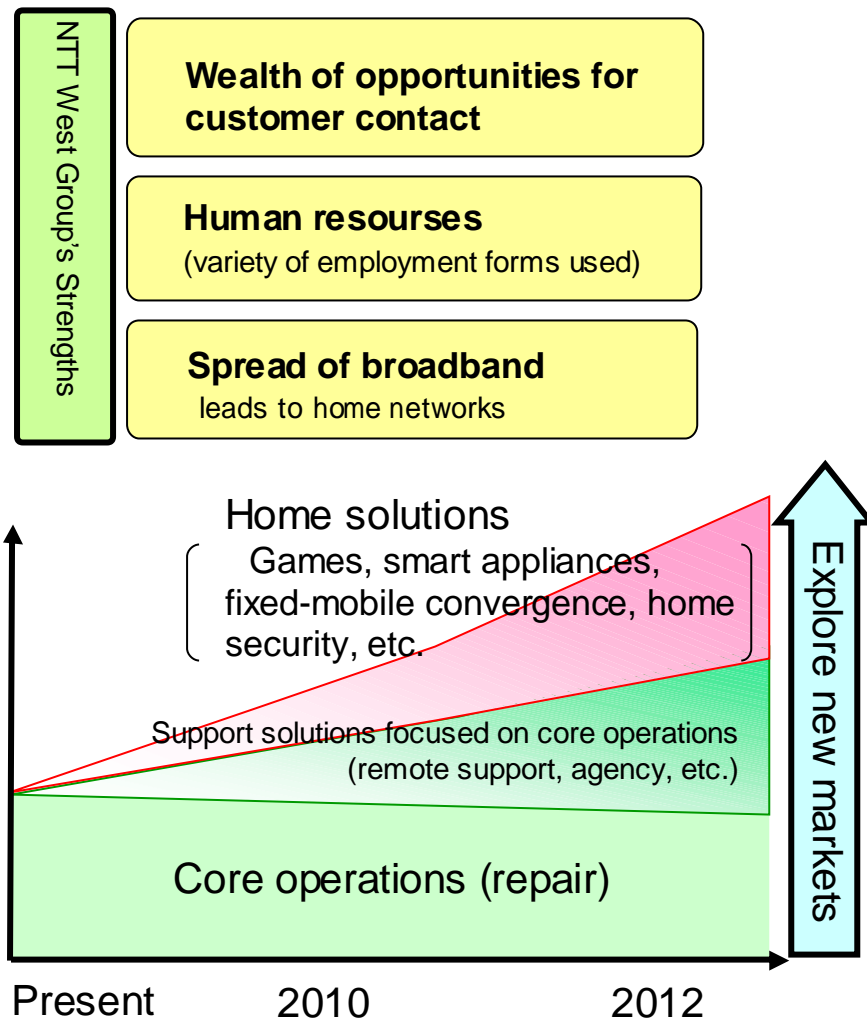 NTT West Group's Strengths
Wealth of opportunities for
customer contact
Human resourses
(variety of employment forms used)
Spread of broadband
leads to home networks
Home solutions
Games, smart appliances,
fixed-mobile convergence, home
security, etc.
Support solutions focused on core operations
(remote support, agency, etc.)
Core operations (repair)
Explore new markets
Present 2010 2012